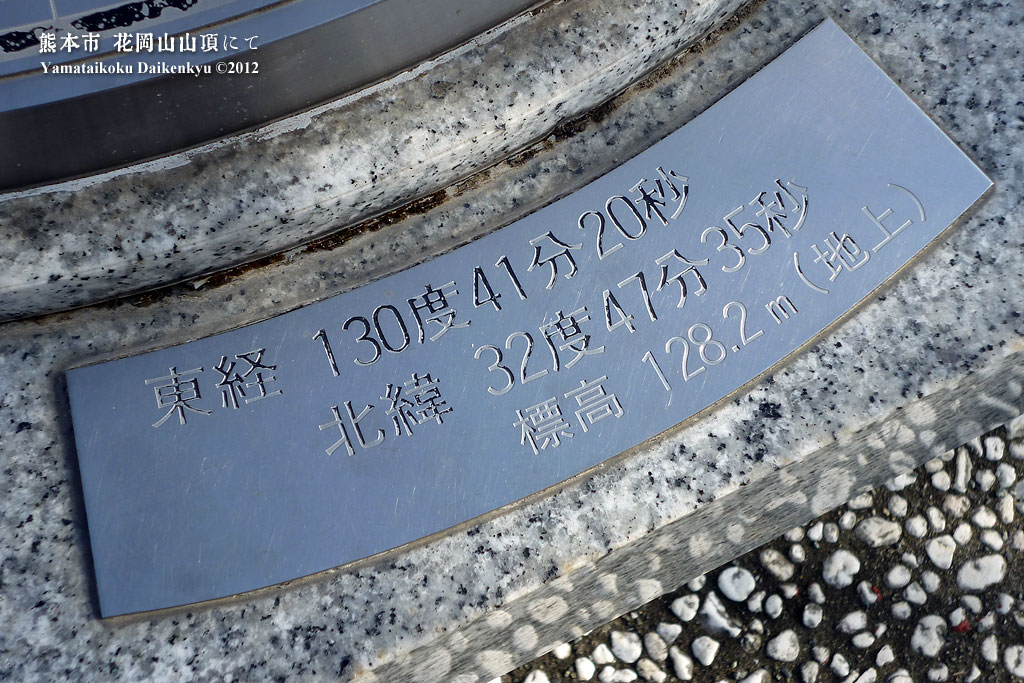 熊本市 花岡山山頂にて
Yamataikoku Daikenkyu ©2012
東経 130度41分20秒
北緯 32度47分35秒
標高 128.2m(地上)